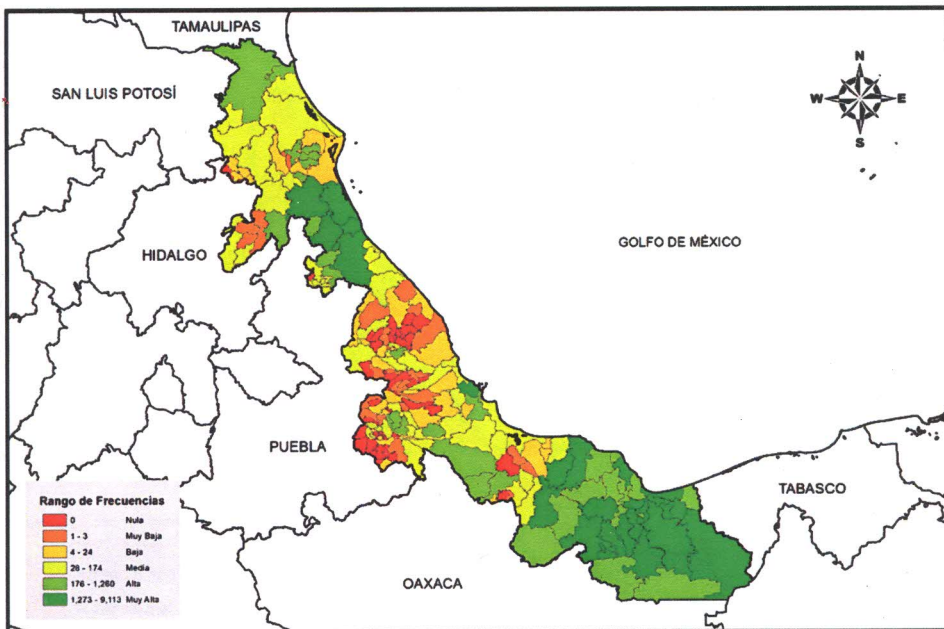 TAMAULIPAS
SAN LUIS POTOSÍ
N
W E
S
HIDALGO
GOLFO DE MÉXICO
PUEBLA
TABASCO
OAXACA
Rango de Frecuencias
0 Nula
1 - 3 Muy Baja
4 - 24 Baja
26 - 174 Media
176 - 1,260 Alta
1,273 - 9,113 Muy Alta